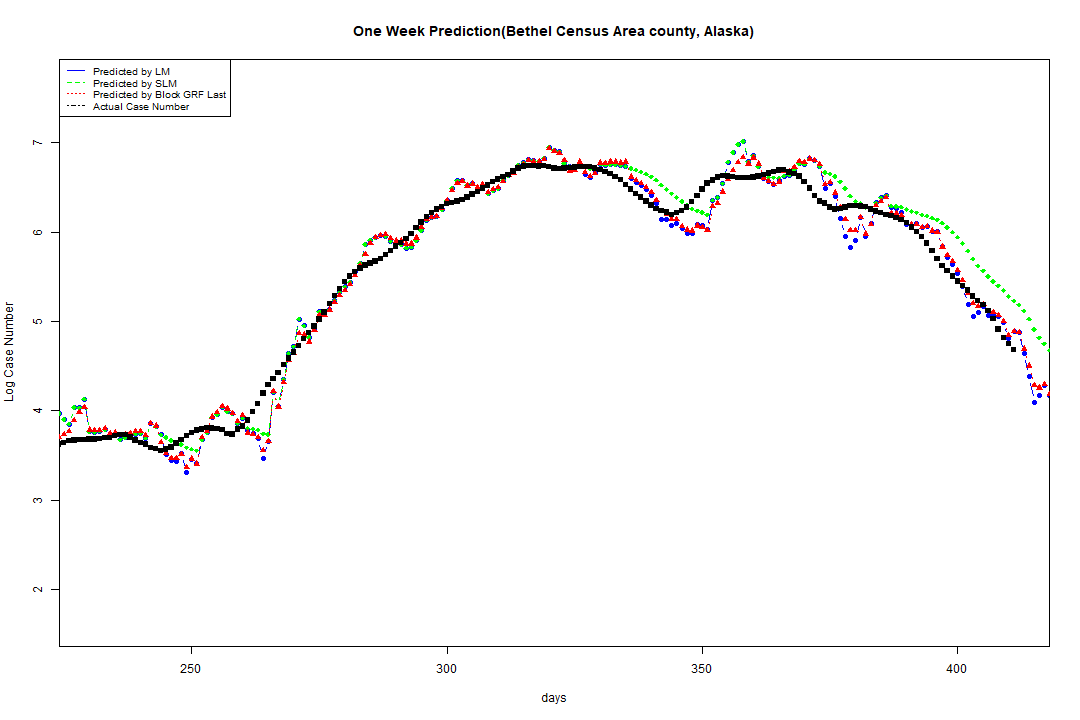 One Week Prediction(Bethel Census Area county, Alaska)
Predicted by LM
Predicted by SLM
Predicted by Block GRF Last
Actual Case Number
7
6
5
4
3
2
Log Case Number
250 300 350 400
days